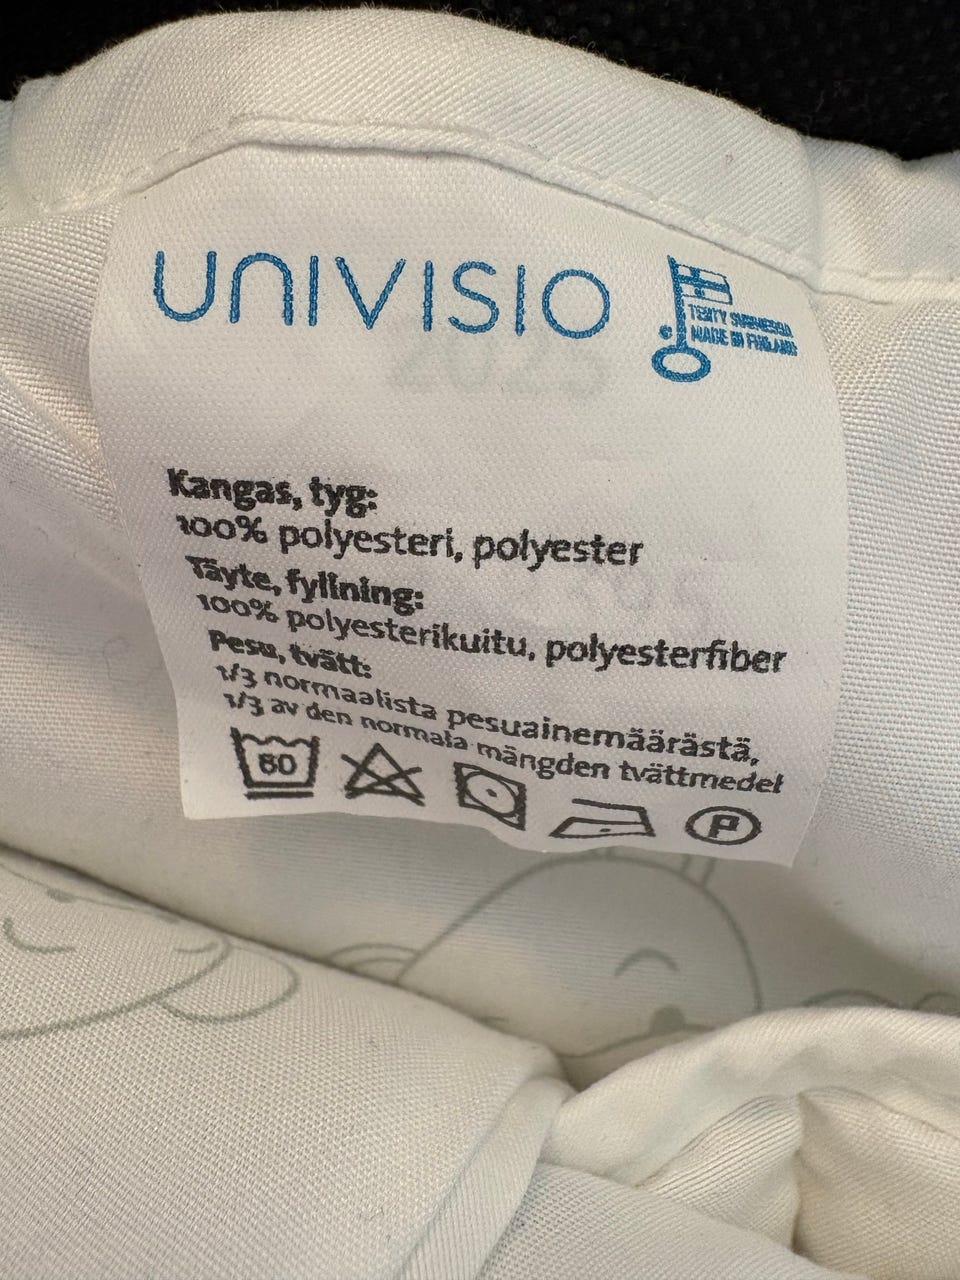 UNIVISIO
TEHTY SUOMESSA
MADE IN FINLAND
Kangas, tyg:
100% polyesteri, polyester
Täyte, fyllning:
100% polyesterikuitu, polyesterfiber
Pesu, tvätt:
1/3 normaalista pesuainemäärästä,
1/3 av den normala mängden tvättmedel
60
P